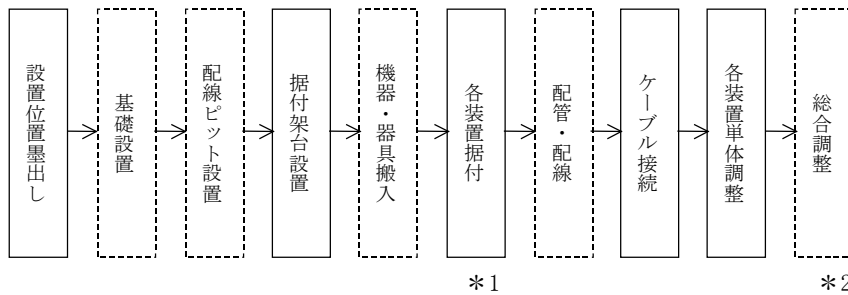 設置位置墨出し
基礎設置
配線ピット設置
据付架台設置
機器・器具搬入
各装置据付
配管・配線
ケーブル接続
各装置単体調整
総合調整
＊1
＊2